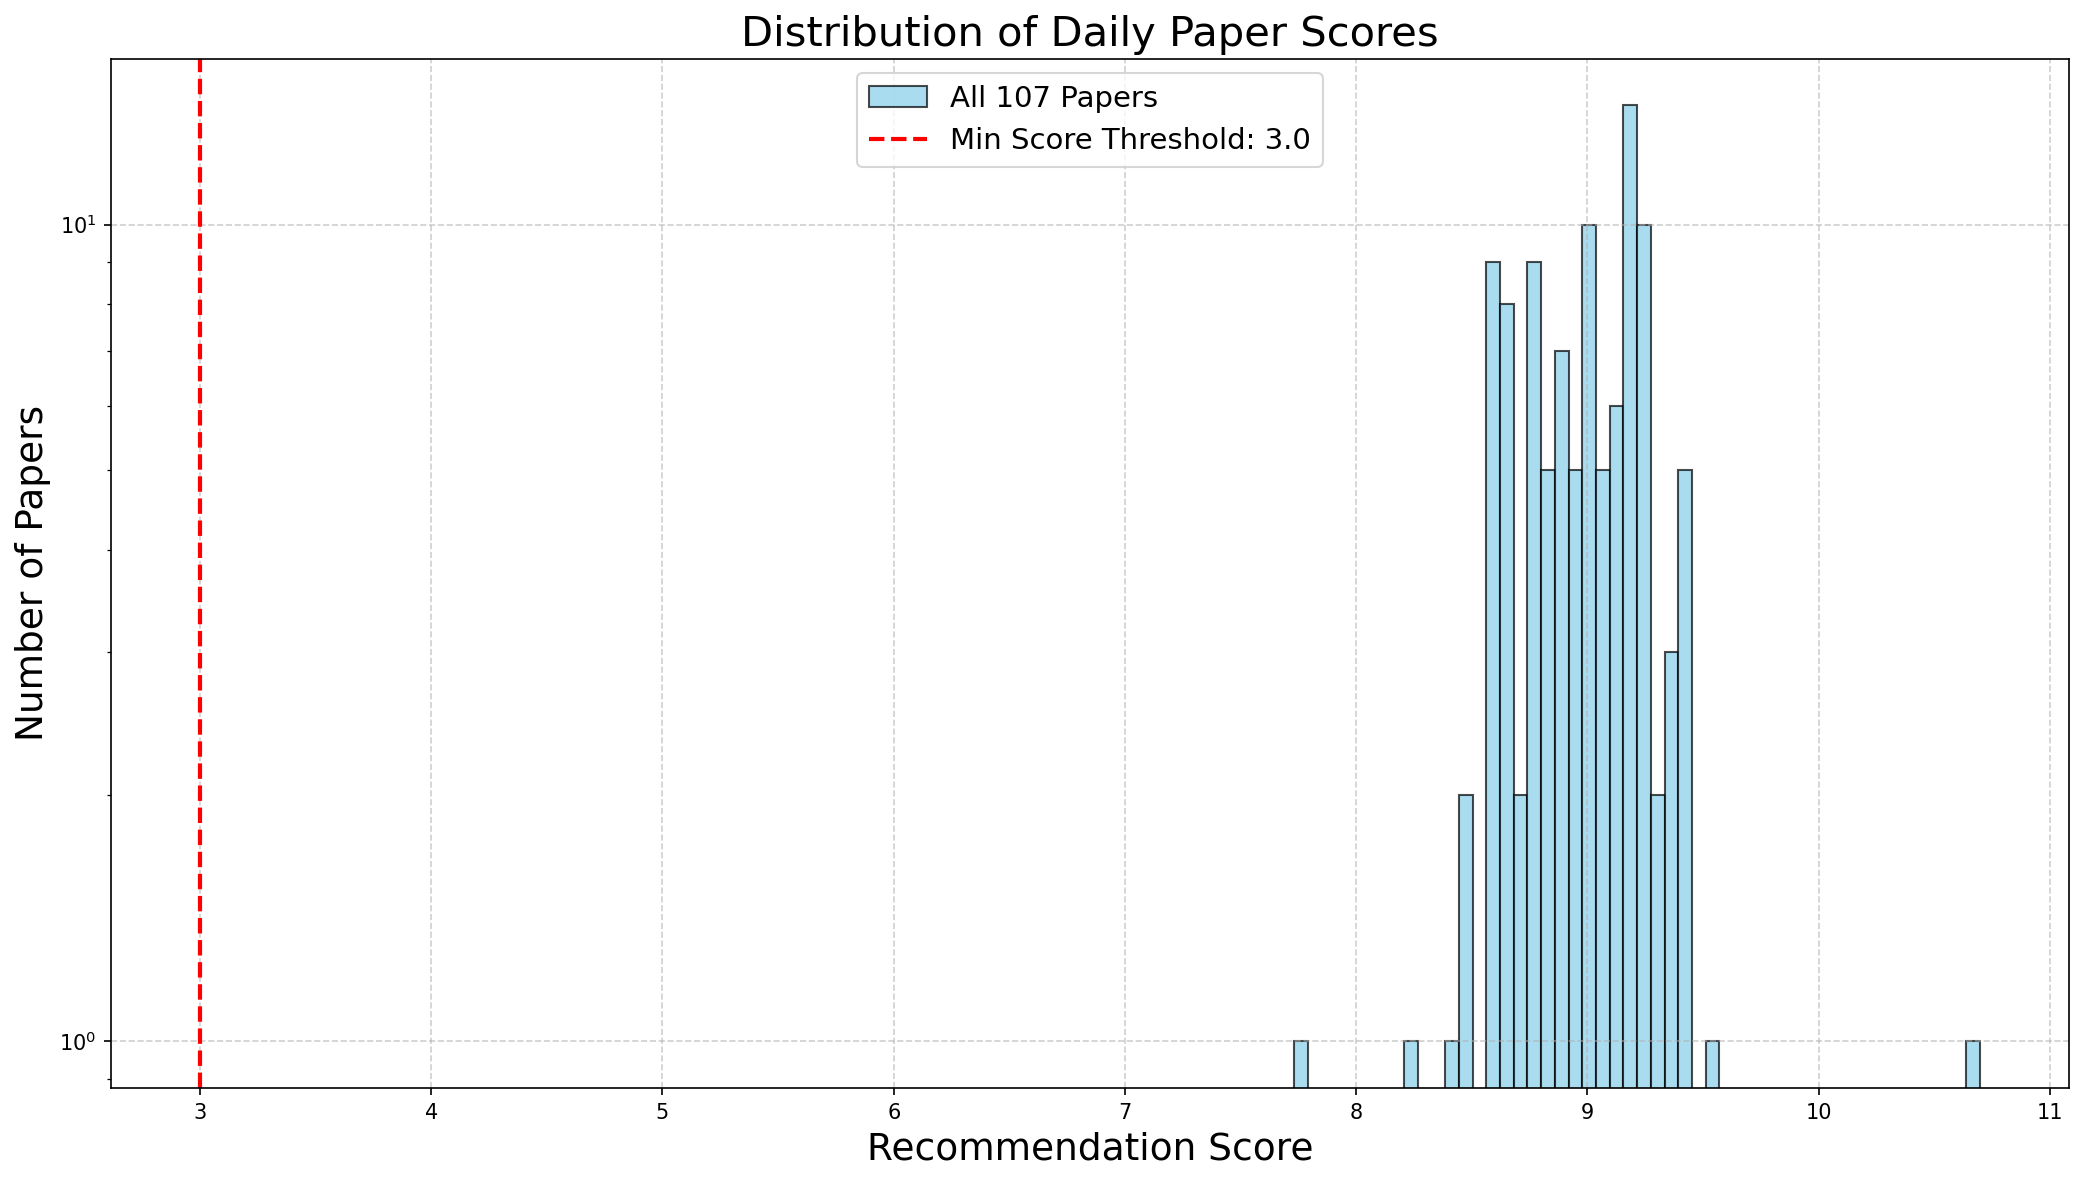 Distribution of Daily Paper Scores
All 107 Papers
Min Score Threshold: 3.0
Number of Papers
10¹
10⁰
3 4 5 6 7 8 9 10 11
Recommendation Score